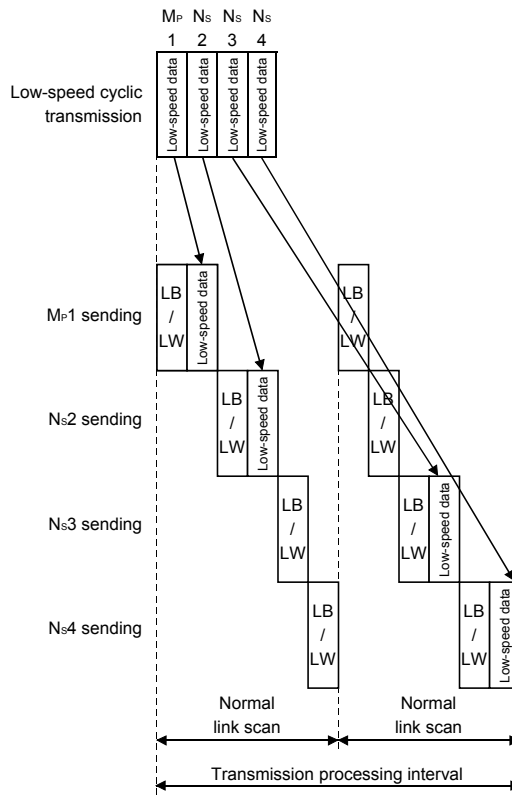 MP NS NS NS
1 2 3 4
Low-speed cyclic
transmission
Low-speed data
Low-speed data
Low-speed data
Low-speed data
MP1 sending
LB
/
LW
Low-speed data
LB
/
LW
NS2 sending
LB
/
LW
Low-speed data
LB
/
LW
NS3 sending
LB
/
LW
LB
/
LW
Low-speed data
NS4 sending
LB
/
LW
LB
/
LW
Low-speed data
Normal
link scan
Normal
link scan
Transmission processing interval